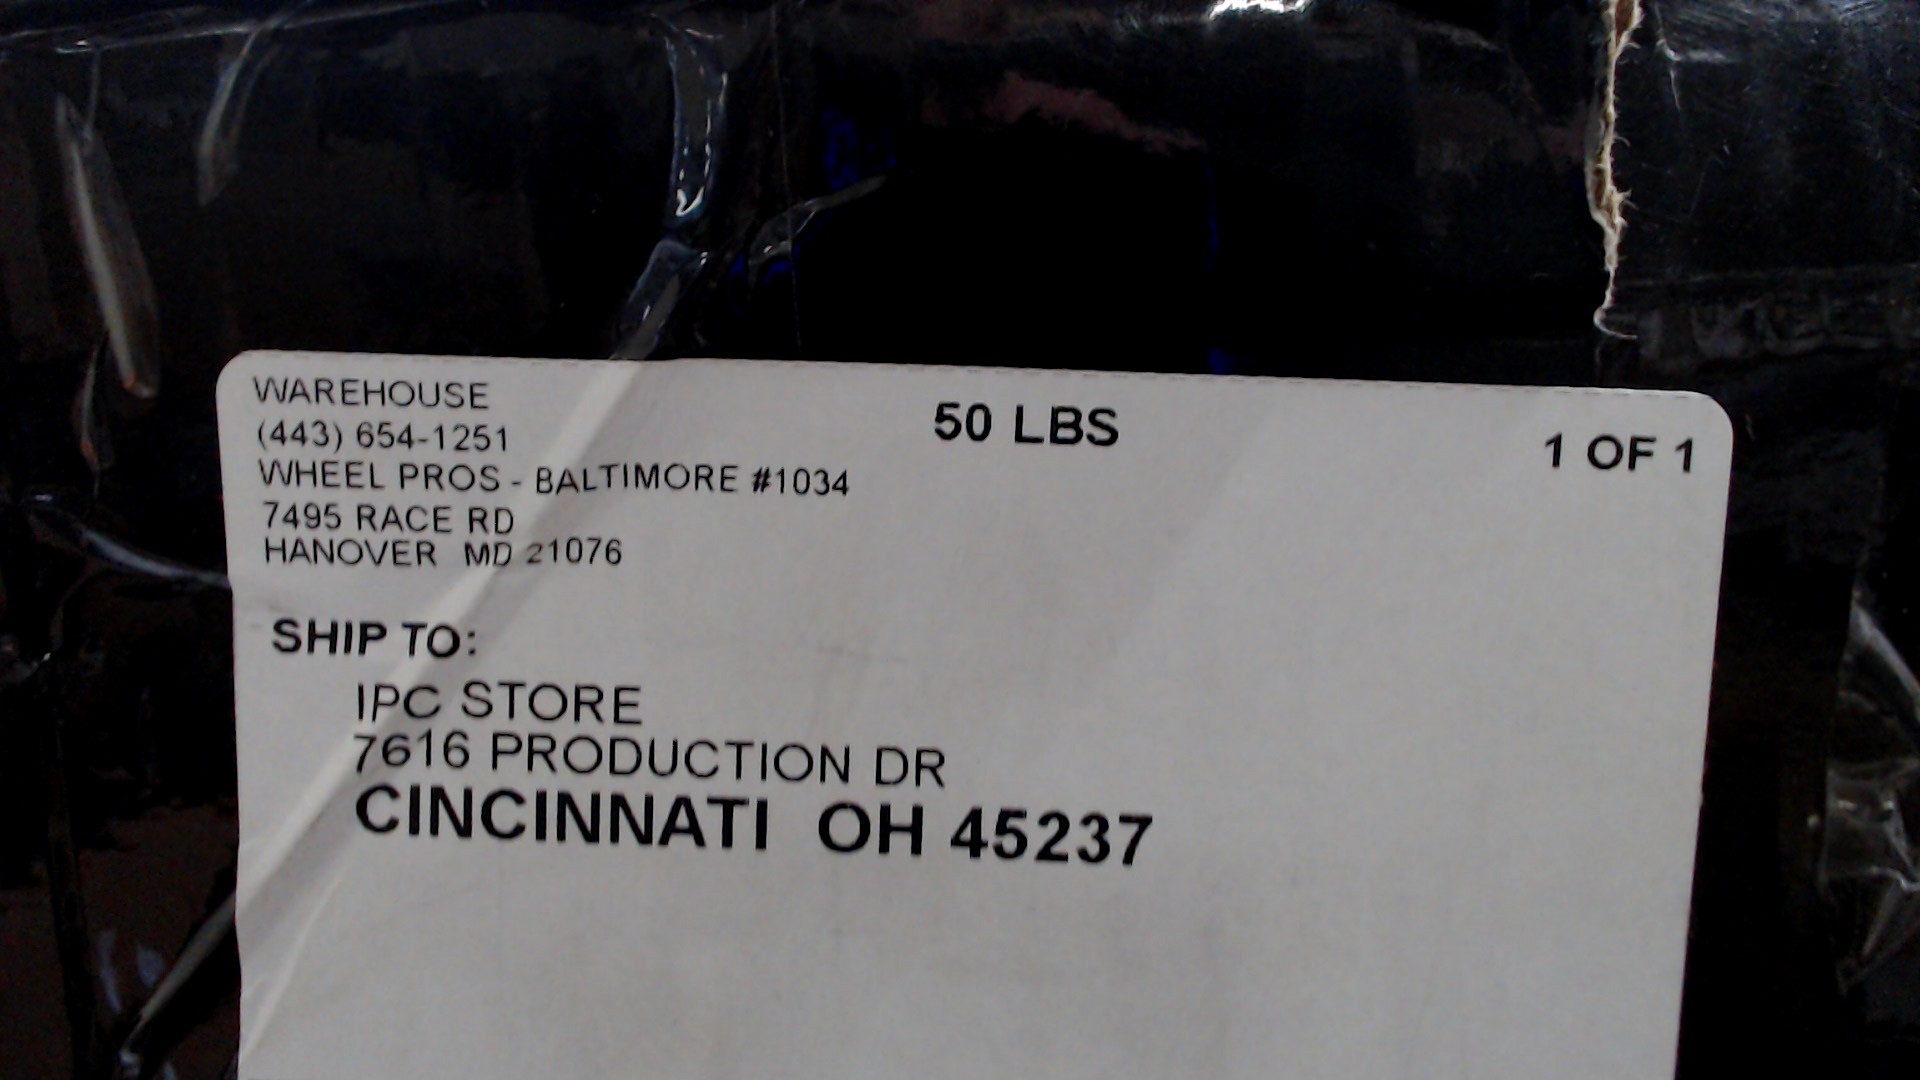 WAREHOUSE
(443) 654-1251
WHEEL PROS - BALTIMORE #1034
7495 RACE RD
HANOVER MD 21076
50 LBS
1 OF 1
SHIP TO:
IPC STORE
7616 PRODUCTION DR
CINCINNATI OH 45237